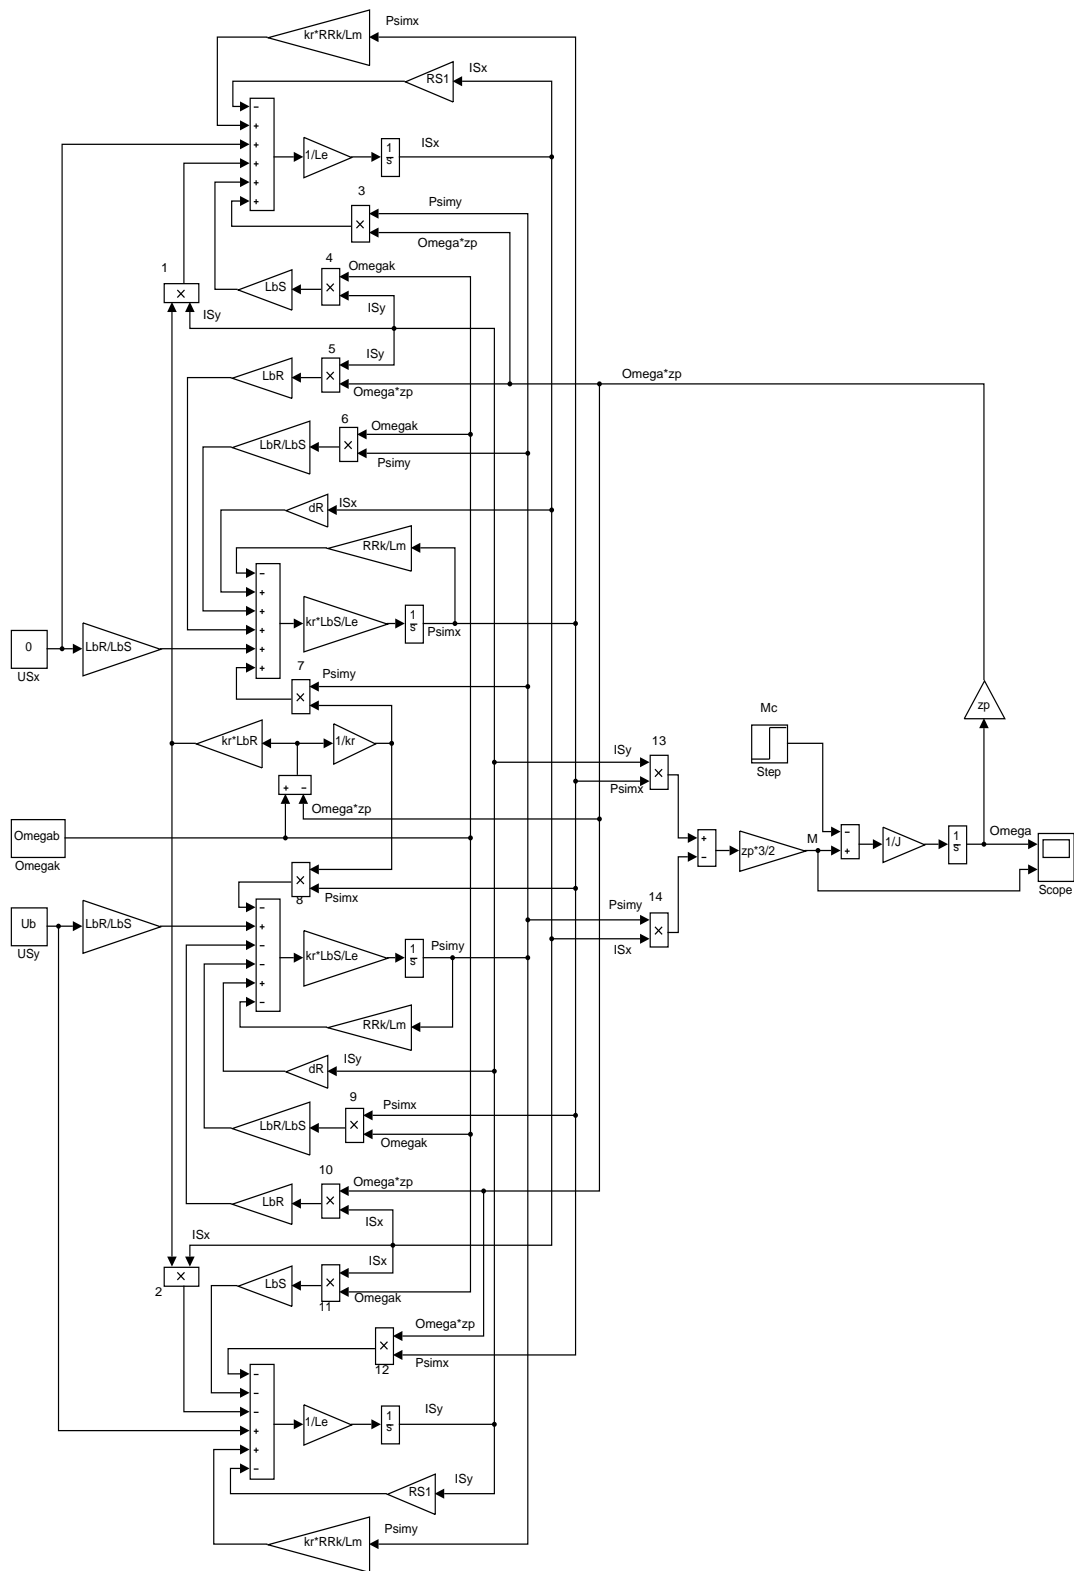 Psimx
kr*RRk/Lm
ISx
RS1
−
+
+
+
+
+
1/Le
1
s
ISx
3
Psimy
×
Omega*zp
4
Omegak
1
×
LbS
×
ISy
ISy
5
ISy
LbR
×
Omega*zp
Omega*zp
6
Omegak
LbR/LbS
×
Psimy
dR
ISx
RRk/Lm
−
+
+
+
+
+
kr*LbS/Le
1
s
Psimx
0
USx
LbR/LbS
7
Psimy
×
kr*LbR
1/kr
+ −
Omega*zp
Omegab
Omegak
zp
Mc
Step
ISy
13
×
Psimx
+
−
zp*3/2
M
−
+
1/J
1
s
Omega
Scope
×
8
Psimx
Ub
USy
LbR/LbS
−
+
−
−
+
−
kr*LbS/Le
1
s
Psimy
Psimy
14
×
ISx
RRk/Lm
dR
ISy
9
Psimx
LbR/LbS
×
Omegak
10
Omega*zp
LbR
×
ISx
ISx
×
2
ISx
LbS
×
11
Omegak
Omega*zp
×
12
Psimx
−
−
−
+
+
−
1/Le
1
s
ISy
RS1
ISy
Psimy
kr*RRk/Lm